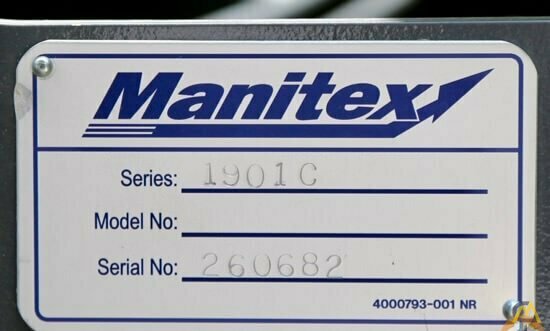 Manitex
Series: 1901C
Model No:
Serial No: 260682
4000793-001 NR